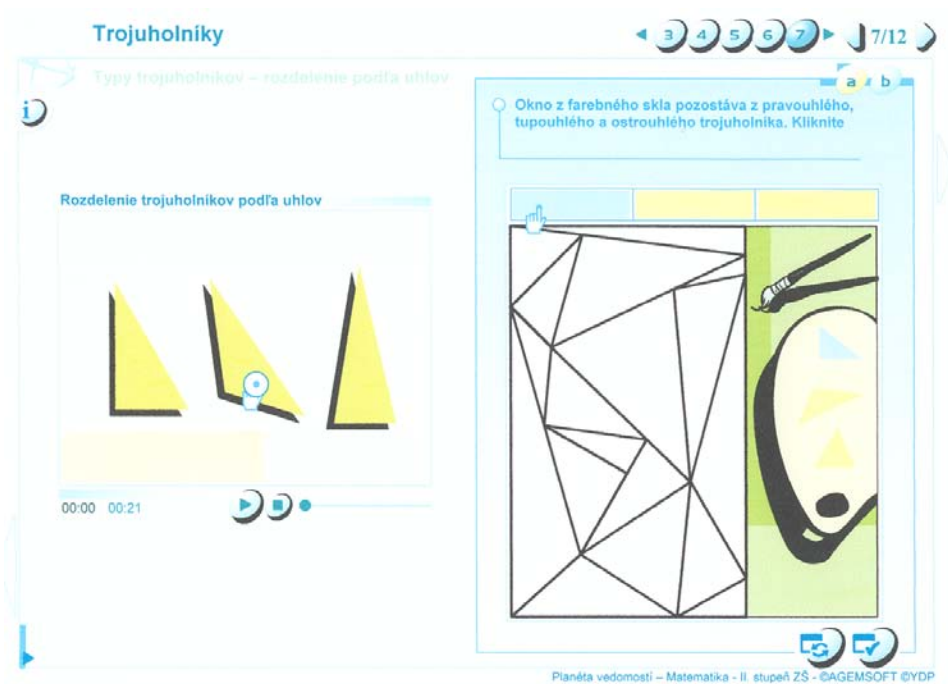 Trojuholníky
3 4 5 6 7 7/12
Typy trojuholníkov – rozdelenie podľa uhlov
a b
i
Okno z farebného skla pozostáva z pravouhlého,
tupouhlého a ostrouhlého trojuholníka. Kliknite
Rozdelenie trojuholníkov podľa uhlov
00:00 00:21
Planéta vedomostí – Matematika - II. stupeň ZŠ - ©AGEMSOFT ©YDP